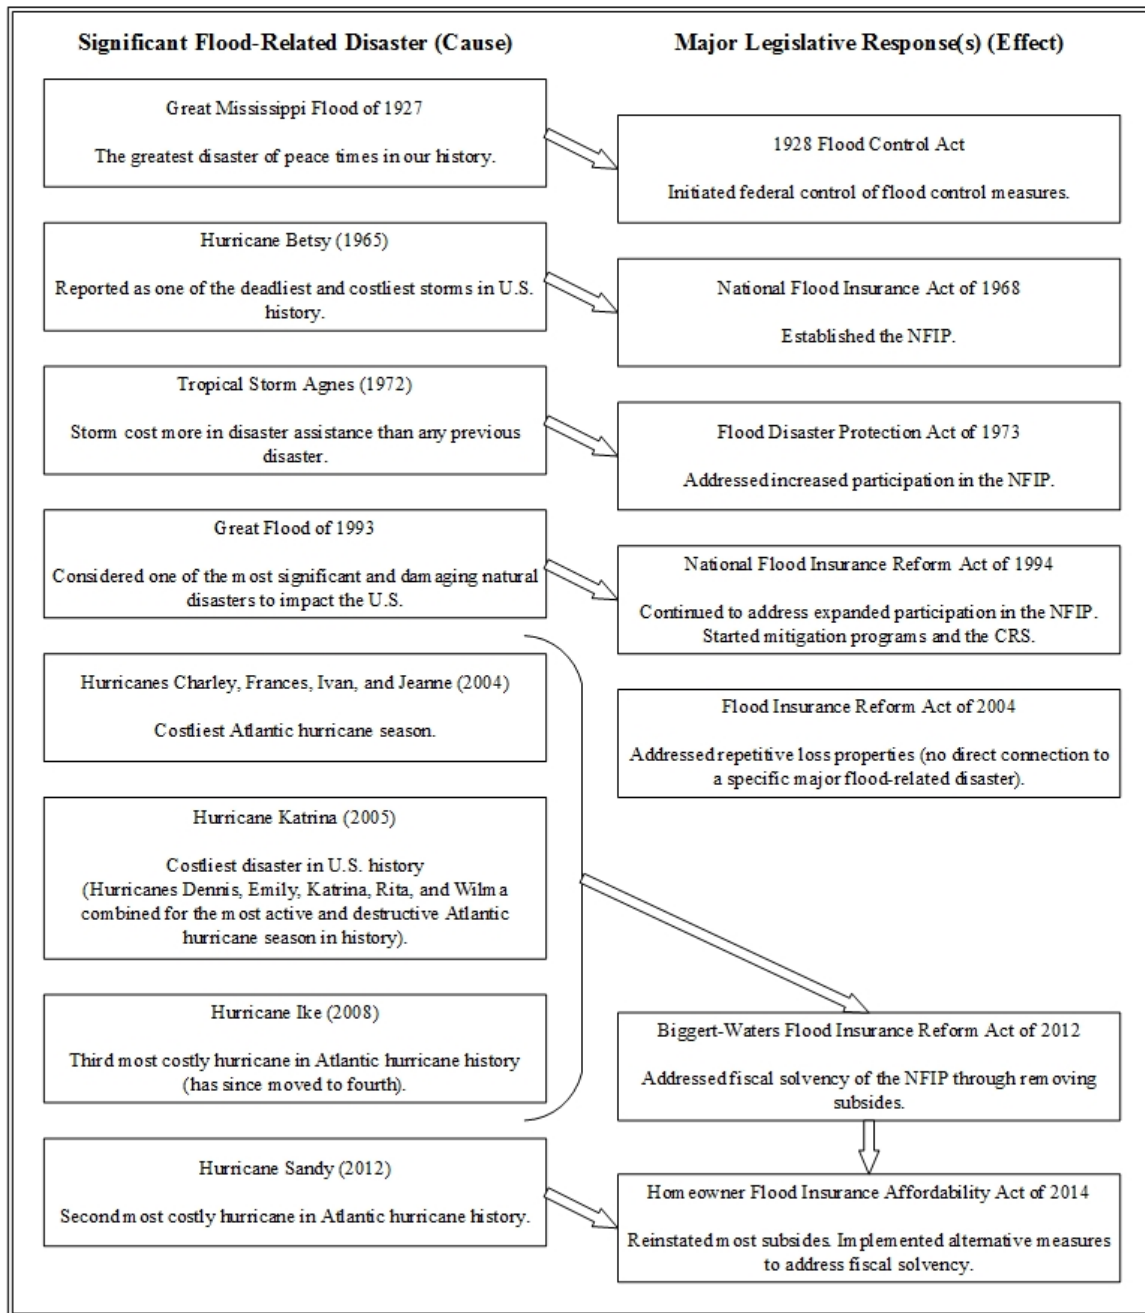 Significant Flood-Related Disaster (Cause)
Major Legislative Response(s) (Effect)
Great Mississippi Flood of 1927
The greatest disaster of peace times in our history.
1928 Flood Control Act
Initiated federal control of flood control measures.
Hurricane Betsy (1965)
Reported as one of the deadliest and costliest storms in U.S.
history.
National Flood Insurance Act of 1968
Established the NFIP.
Tropical Storm Agnes (1972)
Storm cost more in disaster assistance than any previous
disaster.
Flood Disaster Protection Act of 1973
Addressed increased participation in the NFIP.
Great Flood of 1993
Considered one of the most significant and damaging natural
disasters to impact the U.S.
National Flood Insurance Reform Act of 1994
Continued to address expanded participation in the NFIP.
Started mitigation programs and the CRS.
Hurricanes Charley, Frances, Ivan, and Jeanne (2004)
Costliest Atlantic hurricane season.
Flood Insurance Reform Act of 2004
Addressed repetitive loss properties (no direct connection to
a specific major flood-related disaster).
Hurricane Katrina (2005)
Costliest disaster in U.S. history
(Hurricanes Dennis, Emily, Katrina, Rita, and Wilma
combined for the most active and destructive Atlantic
hurricane season in history).
Hurricane Ike (2008)
Third most costly hurricane in Atlantic hurricane history
(has since moved to fourth).
Biggert-Waters Flood Insurance Reform Act of 2012
Addressed fiscal solvency of the NFIP through removing
subsides.
Hurricane Sandy (2012)
Second most costly hurricane in Atlantic hurricane history.
Homeowner Flood Insurance Affordability Act of 2014
Reinstated most subsides. Implemented alternative measures
to address fiscal solvency.